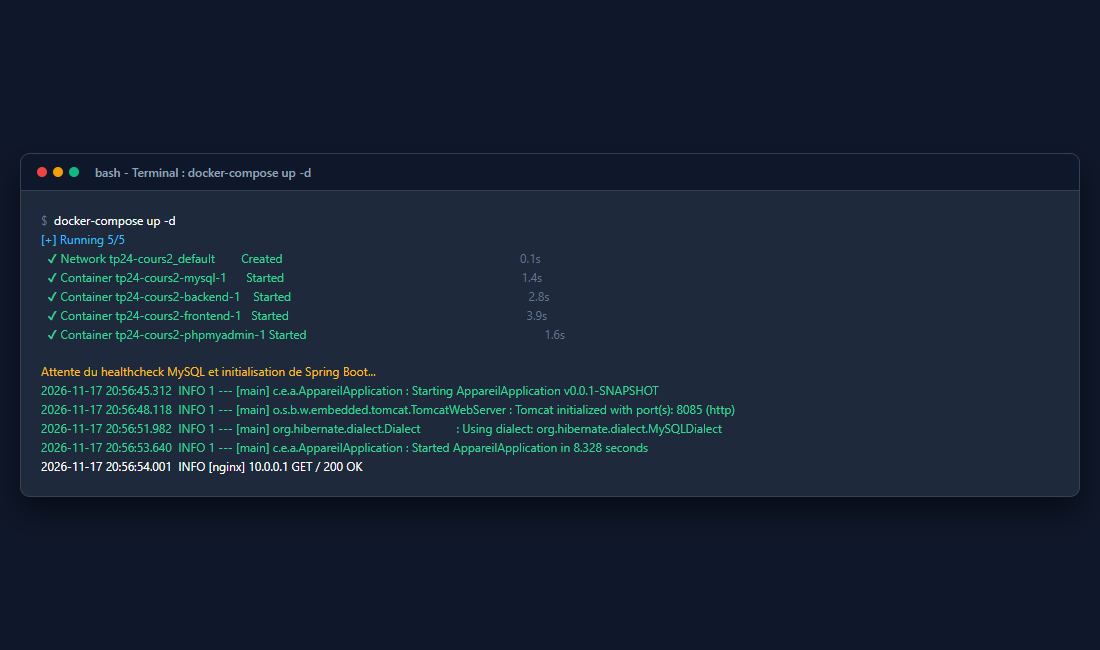 bash - Terminal : docker-compose up -d
$ docker-compose up -d
[+] Running 5/5
✔ Network tp24-cours2_default Created 0.1s
✔ Container tp24-cours2-mysql-1 Started 1.4s
✔ Container tp24-cours2-backend-1 Started 2.8s
✔ Container tp24-cours2-frontend-1 Started 3.9s
✔ Container tp24-cours2-phpmyadmin-1 Started 1.6s
Attente du healthcheck MySQL et initialisation de Spring Boot...
2026-11-17 20:56:45.312 INFO 1 --- [main] c.e.a.AppareilApplication : Starting AppareilApplication v0.0.1-SNAPSHOT
2026-11-17 20:56:48.118 INFO 1 --- [main] o.s.b.w.embedded.tomcat.TomcatWebServer : Tomcat initialized with port(s): 8085 (http)
2026-11-17 20:56:51.982 INFO 1 --- [main] org.hibernate.dialect.Dialect : Using dialect: org.hibernate.dialect.MySQLDialect
2026-11-17 20:56:53.640 INFO 1 --- [main] c.e.a.AppareilApplication : Started AppareilApplication in 8.328 seconds
2026-11-17 20:56:54.001 INFO [nginx] 10.0.0.1 GET / 200 OK